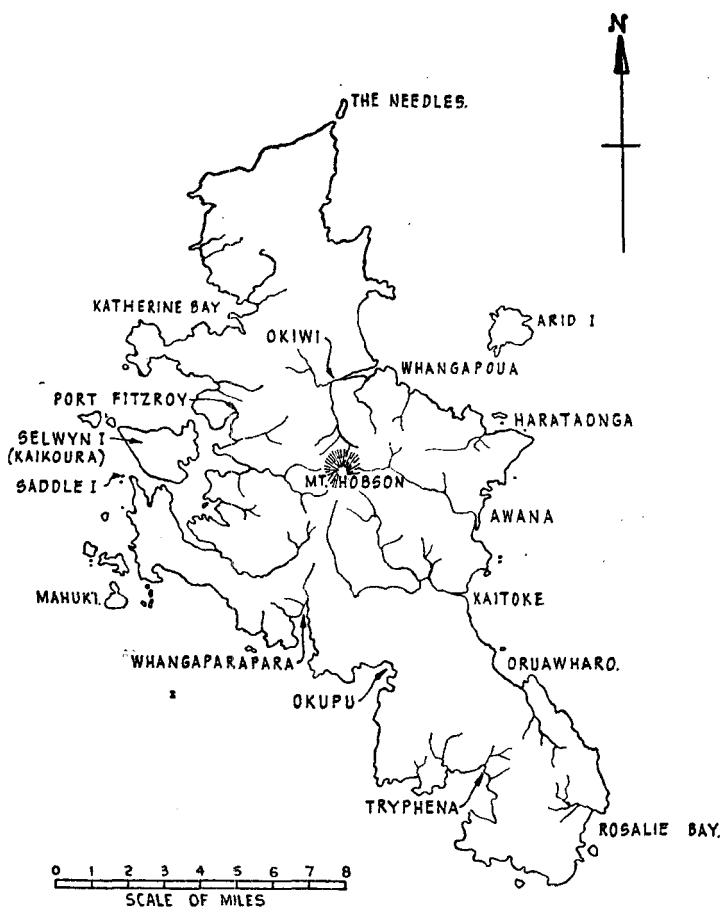 N
THE NEEDLES.
KATHERINE BAY
ARID I
OKIWI
WHANGAPOUA
PORT FITZROY
HARATAONGA
SELWYN I
(KAIKOURA)
SADDLE I
MT. HOBSON
AWANA
MAHUKI.
KAITOKE
WHANGAPARAPARA
ORUAWHARO.
OKUPU
TRYPHENA
ROSALIE BAY.
0 1 2 3 4 5 6 7 8
SCALE OF MILES